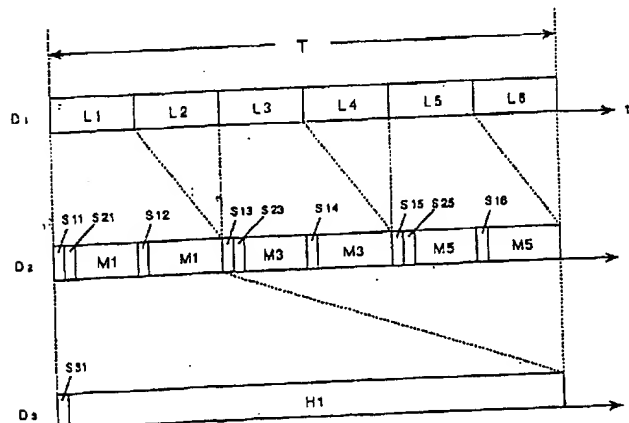 T
D1 L1 L2 L3 L4 L5 L6 t
S11 S21 S12 S13 S23 S14 S15 S25 S16
D2 M1 M1 M3 M3 M5 M5
S31
D3 H1